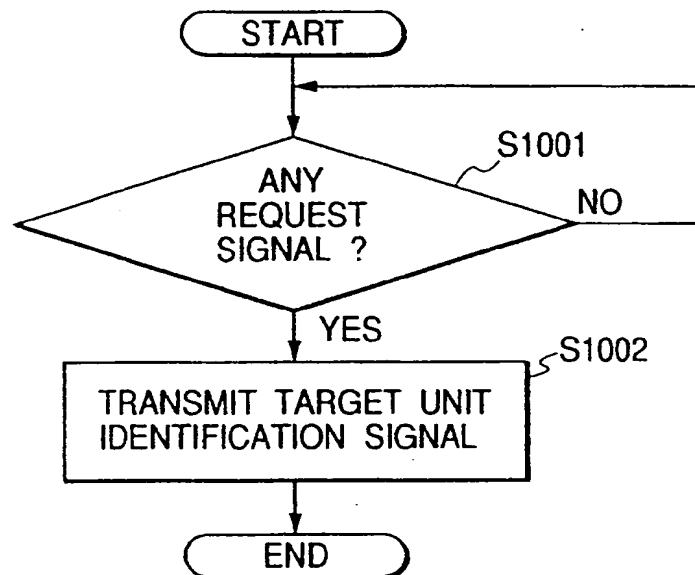 START
S1001
ANY
REQUEST
SIGNAL ?
NO
YES
S1002
TRANSMIT TARGET UNIT
IDENTIFICATION SIGNAL
END